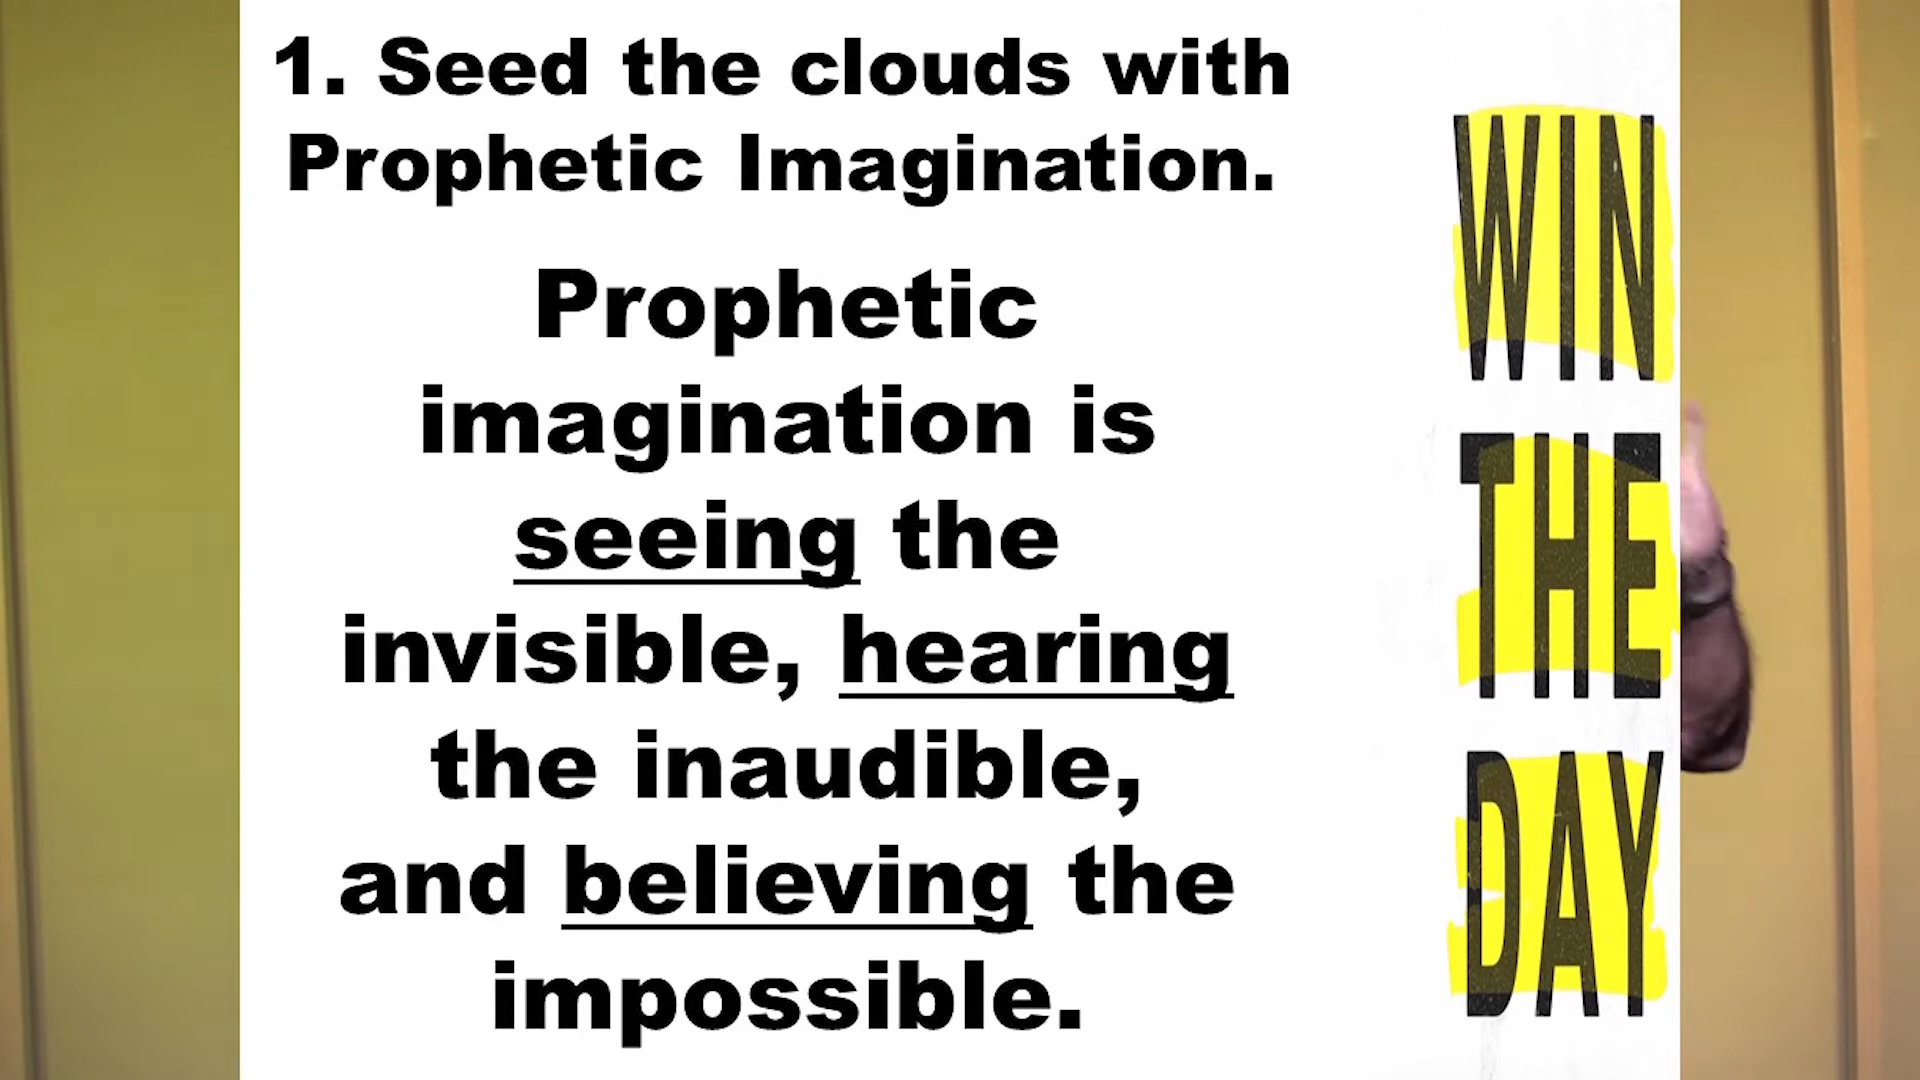 1. Seed the clouds with
Prophetic Imagination.
Prophetic
imagination is
seeing the
invisible, hearing
the inaudible,
and believing the
impossible.
WIN
THE
DAY